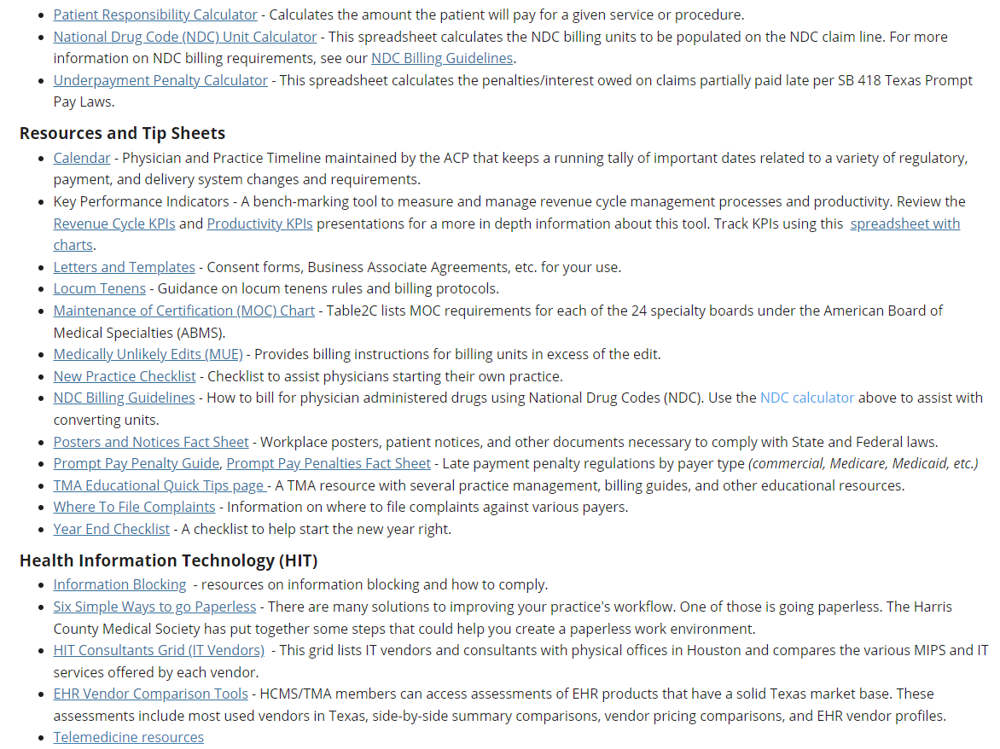 Patient Responsibility Calculator - Calculates the amount the patient will pay for a given service or procedure.
National Drug Code (NDC) Unit Calculator - This spreadsheet calculates the NDC billing units to be populated on the NDC claim line. For more
information on NDC billing requirements, see our NDC Billing Guidelines.
Underpayment Penalty Calculator - This spreadsheet calculates the penalties/interest owed on claims partially paid late per SB 418 Texas Prompt
Pay Laws.
Resources and Tip Sheets
Calendar - Physician and Practice Timeline maintained by the ACP that keeps a running tally of important dates related to a variety of regulatory,
payment, and delivery system changes and requirements.
Key Performance Indicators - A bench-marking tool to measure and manage revenue cycle management processes and productivity. Review the
Revenue Cycle KPIs and Productivity KPIs presentations for a more in depth information about this tool. Track KPIs using this spreadsheet with
charts.
Letters and Templates - Consent forms, Business Associate Agreements, etc. for your use.
Locum Tenens - Guidance on locum tenens rules and billing protocols.
Maintenance of Certification (MOC) Chart - Table2C lists MOC requirements for each of the 24 specialty boards under the American Board of
Medical Specialties (ABMS).
Medically Unlikely Edits (MUE) - Provides billing instructions for billing units in excess of the edit.
New Practice Checklist - Checklist to assist physicians starting their own practice.
NDC Billing Guidelines - How to bill for physician administered drugs using National Drug Codes (NDC). Use the NDC calculator above to assist with
converting units.
Posters and Notices Fact Sheet - Workplace posters, patient notices, and other documents necessary to comply with State and Federal laws.
Prompt Pay Penalty Guide, Prompt Pay Penalties Fact Sheet - Late payment penalty regulations by payer type (commercial, Medicare, Medicaid, etc.)
TMA Educational Quick Tips page - A TMA resource with several practice management, billing guides, and other educational resources.
Where To File Complaints - Information on where to file complaints against various payers.
Year End Checklist - A checklist to help start the new year right.
Health Information Technology (HIT)
Information Blocking - resources on information blocking and how to comply.
Six Simple Ways to go Paperless - There are many solutions to improving your practice's workflow. One of those is going paperless. The Harris
County Medical Society has put together some steps that could help you create a paperless work environment.
HIT Consultants Grid (IT Vendors) - This grid lists IT vendors and consultants with physical offices in Houston and compares the various MIPS and IT
services offered by each vendor.
EHR Vendor Comparison Tools - HCMS/TMA members can access assessments of EHR products that have a solid Texas market base. These
assessments include most used vendors in Texas, side-by-side summary comparisons, vendor pricing comparisons, and EHR vendor profiles.
Telemedicine resources